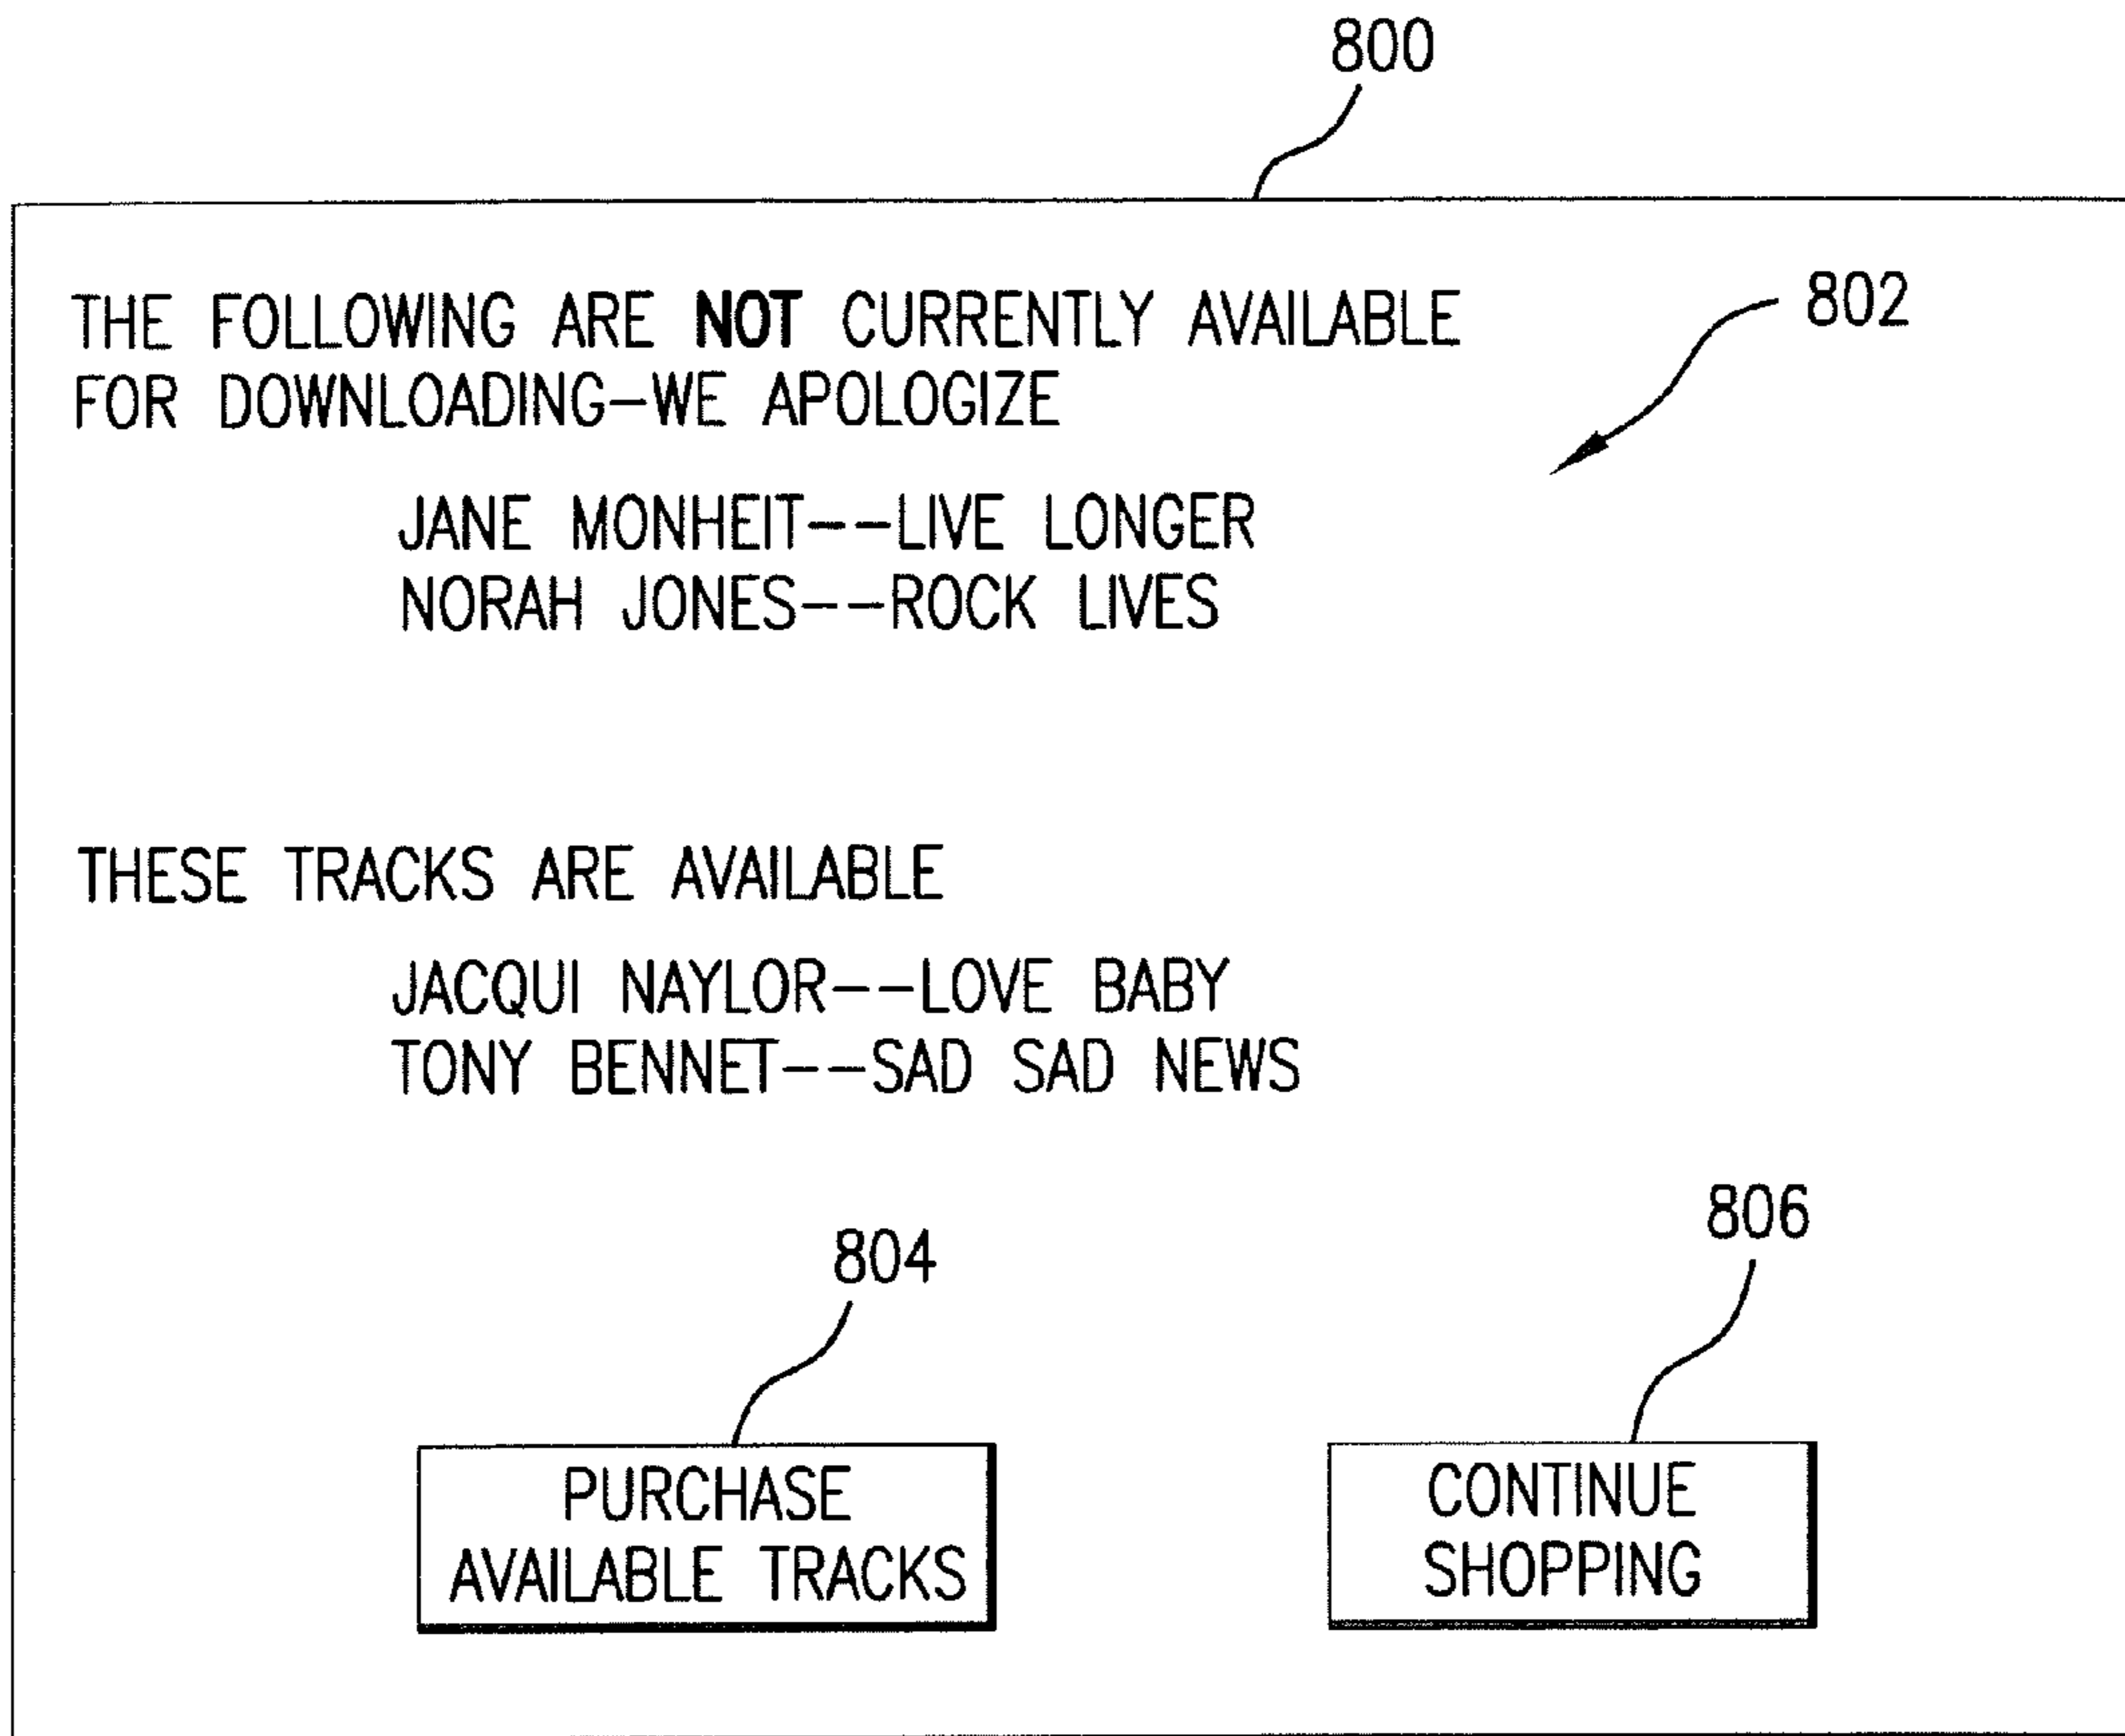 800
THE FOLLOWING ARE NOT CURRENTLY AVAILABLE
802
FOR DOWNLOADING-WE APOLOGIZE
JANE MONHEIT--LIVE LONGER
NORAH JONES--ROCK LIVES
THESE TRACKS ARE AVAILABLE
JACQUI NAYLOR--LOVE BABY
TONY BENNET--SAD SAD NEWS
804
806
PURCHASE
AVAILABLE TRACKS
CONTINUE
SHOPPING